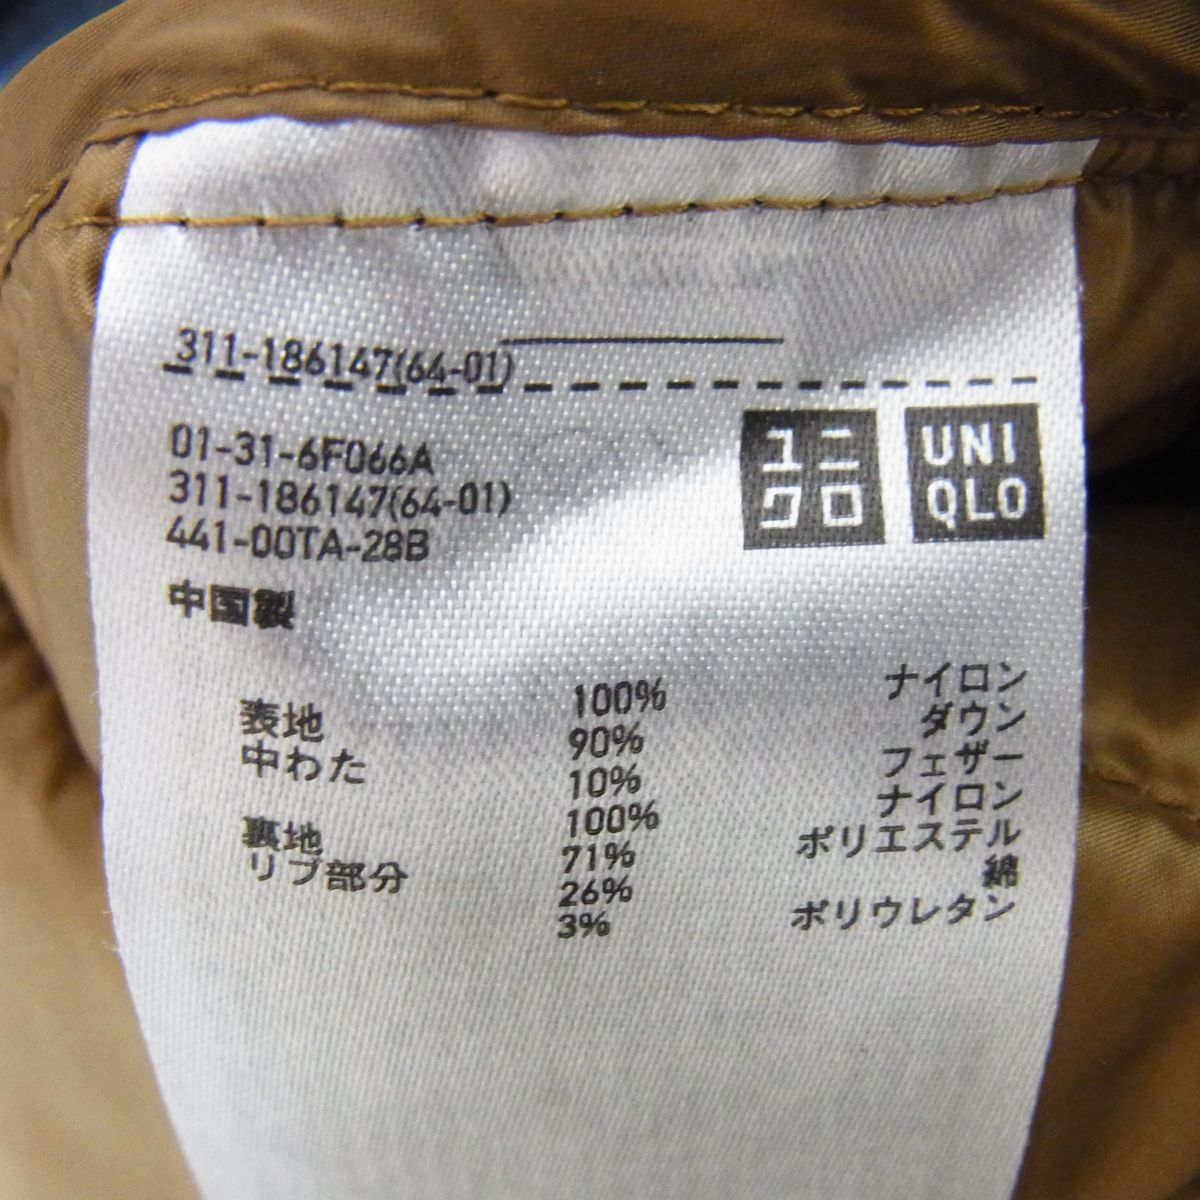 311-186147(64-01)
01-31-6F066A
311-186147(64-01)
441-00TA-28B
中国製
ユニ
クロ
UNI
QLO
表地 100% ナイロン
中わた 90% ダウン
10% フェザー
裏地 100% ナイロン
リブ部分 71% ポリエステル
26% 綿
3% ポリウレタン